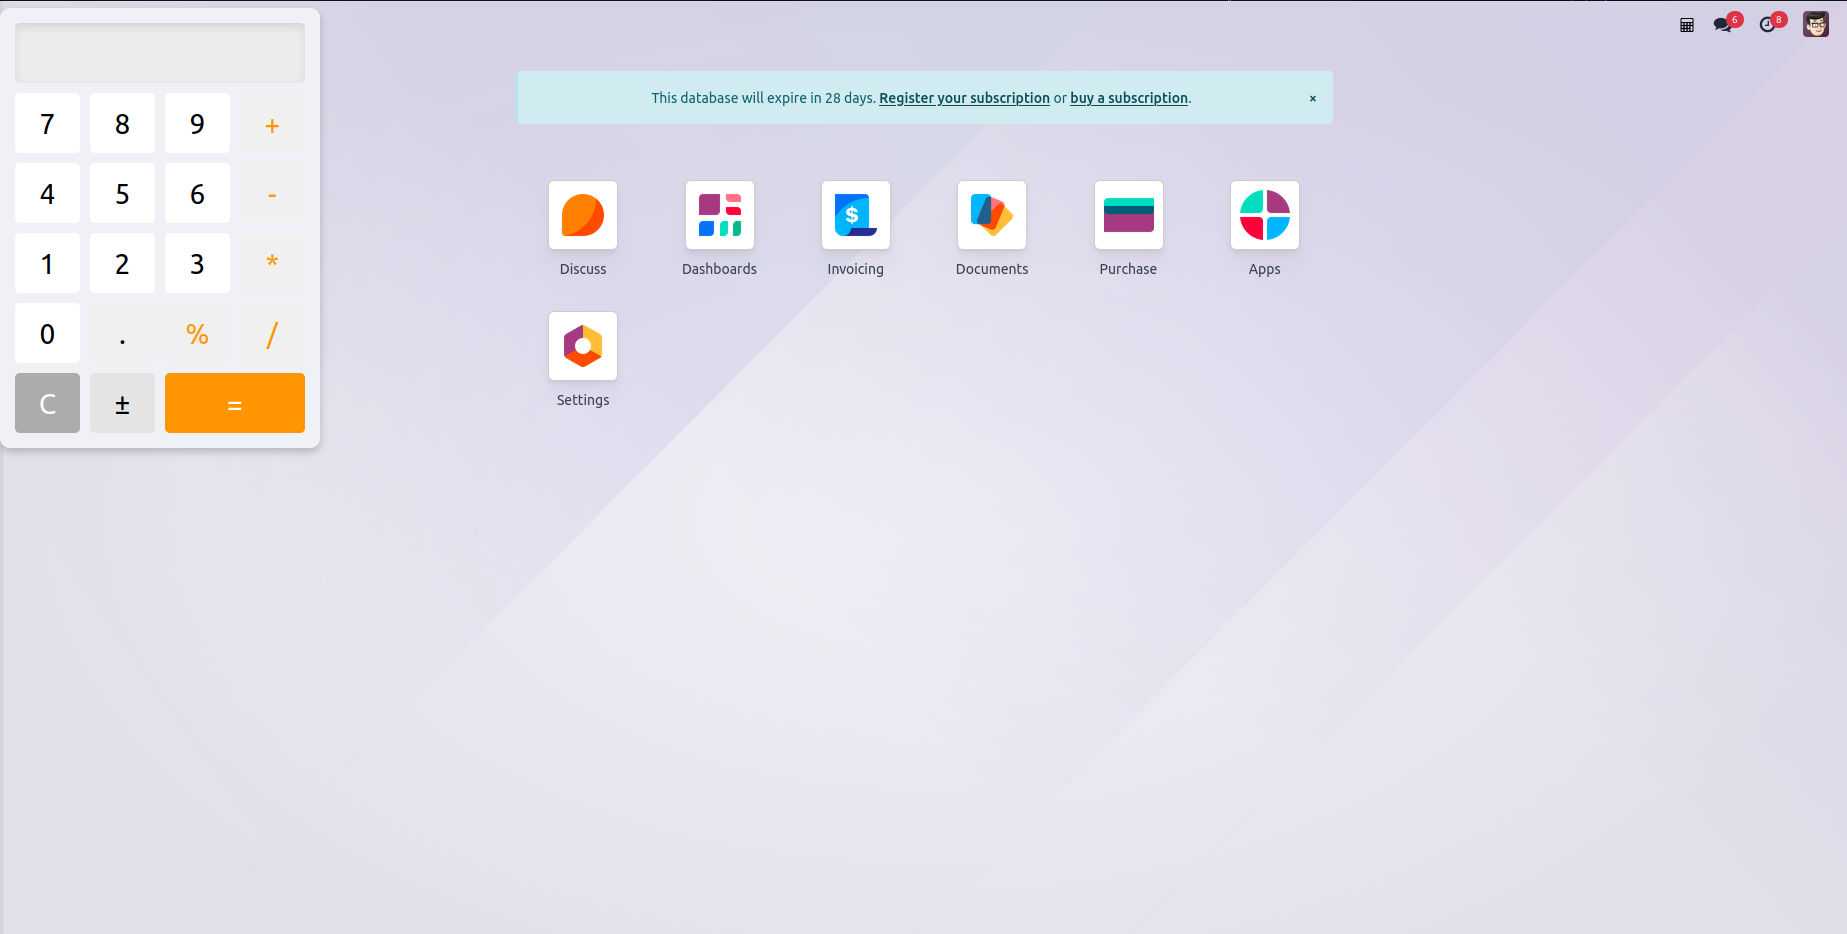 6 8
This database will expire in 28 days. Register your subscription or buy a subscription. ×
7 8 9 +
4 5 6 -
1 2 3 *
0 . % /
C ± =
$
Discuss Dashboards Invoicing Documents Purchase Apps
Settings